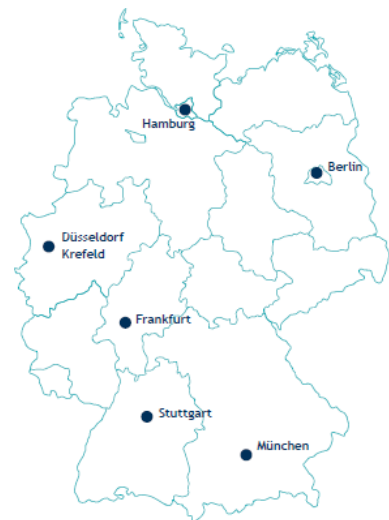 Hamburg
Berlin
Düsseldorf
Krefeld
Frankfurt
Stuttgart
München